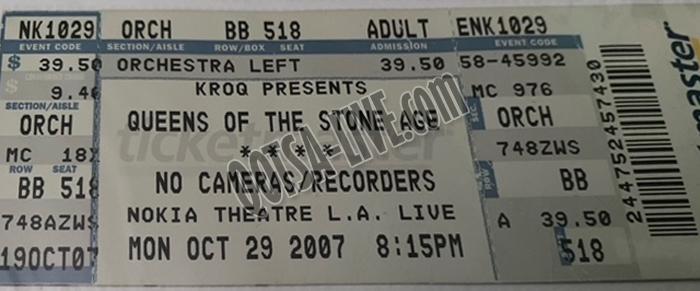 NK1029 ORCH BB 518 ADULT ENK1029
EVENT CODE SECTION/AISLE ROW/BOX SEAT ADMISSION EVENT CODE
$ 39.50 ORCHESTRA LEFT 39.50 58-45992
9.40 KROQ PRESENTS MC 976
SECTION/AISLE
ORCH QUEENS OF THE STONE AGE ORCH
ticketmaster
MC 18X * * * * 748ZWS
ROW SEAT
BB 518 NO CAMERAS/RECORDERS BB
748AZWS NOKIA THEATRE L.A. LIVE A 39.50
19OCT07 MON OCT 29 2007 8:15PM 518
244752457430
master
QOTSA-LIVE.com